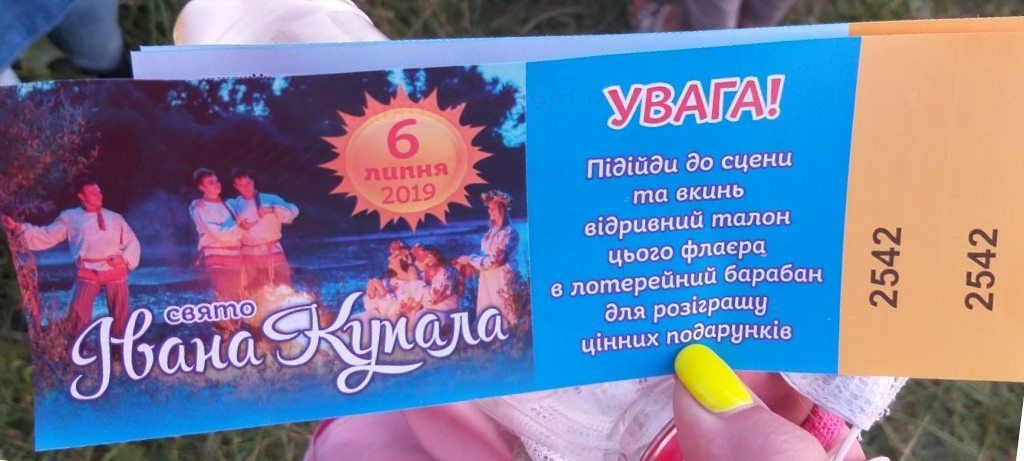 6
липня
2019
свято
Івана Купала
УВАГА!
Підійди до сцени
та вкинь
відривний талон
цього флаєра
в лотерейний барабан
для розіграшу
цінних подарунків
2542
2542